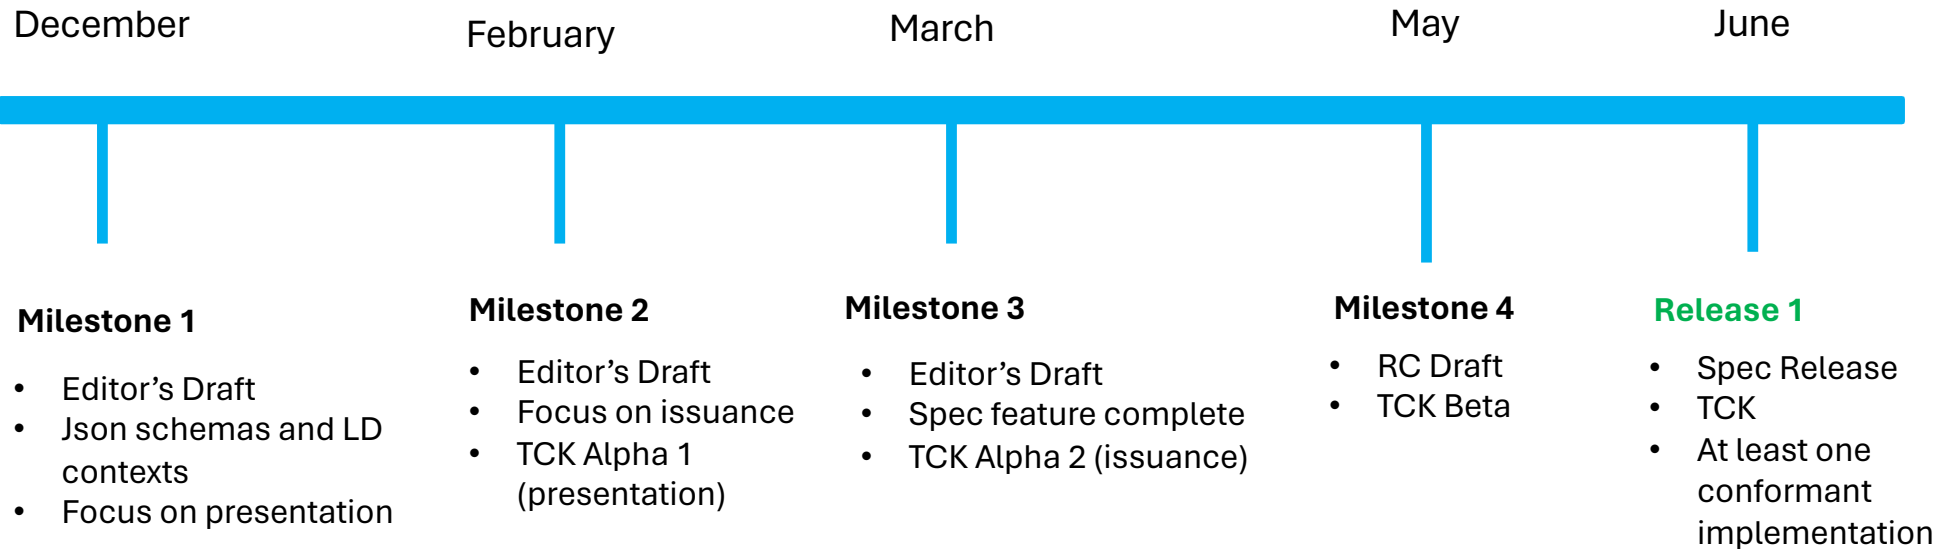 December
February
March
May
June
Milestone 1
• Editor’s Draft
• Json schemas and LD
contexts
• Focus on presentation
Milestone 2
• Editor’s Draft
• Focus on issuance
• TCK Alpha 1
(presentation)
Milestone 3
• Editor’s Draft
• Spec feature complete
• TCK Alpha 2 (issuance)
Milestone 4
• RC Draft
• TCK Beta
Release 1
• Spec Release
• TCK
• At least one
conformant
implementation